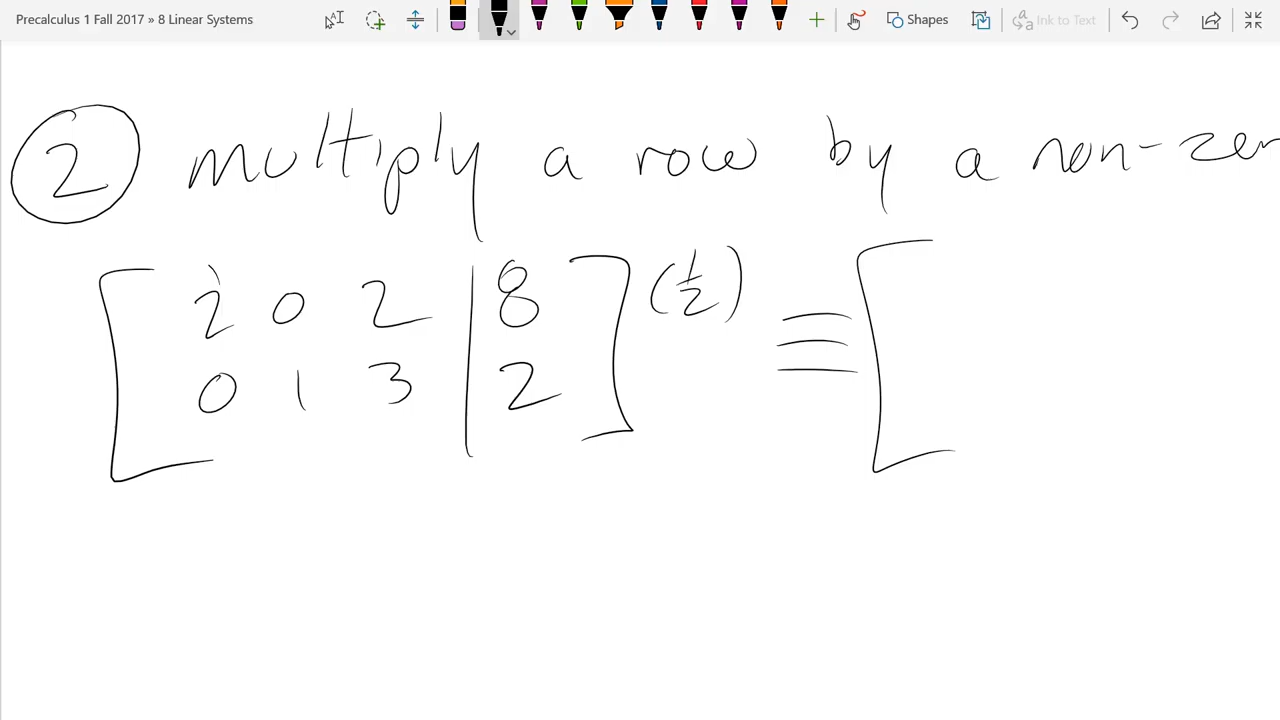 Precalculus 1 Fall 2017 » 8 Linear Systems
Shapes
Ink to Text
2 multiply a row by a non-zer
2 0 2 | 8 (1/2) ≡
0 1 3 | 2